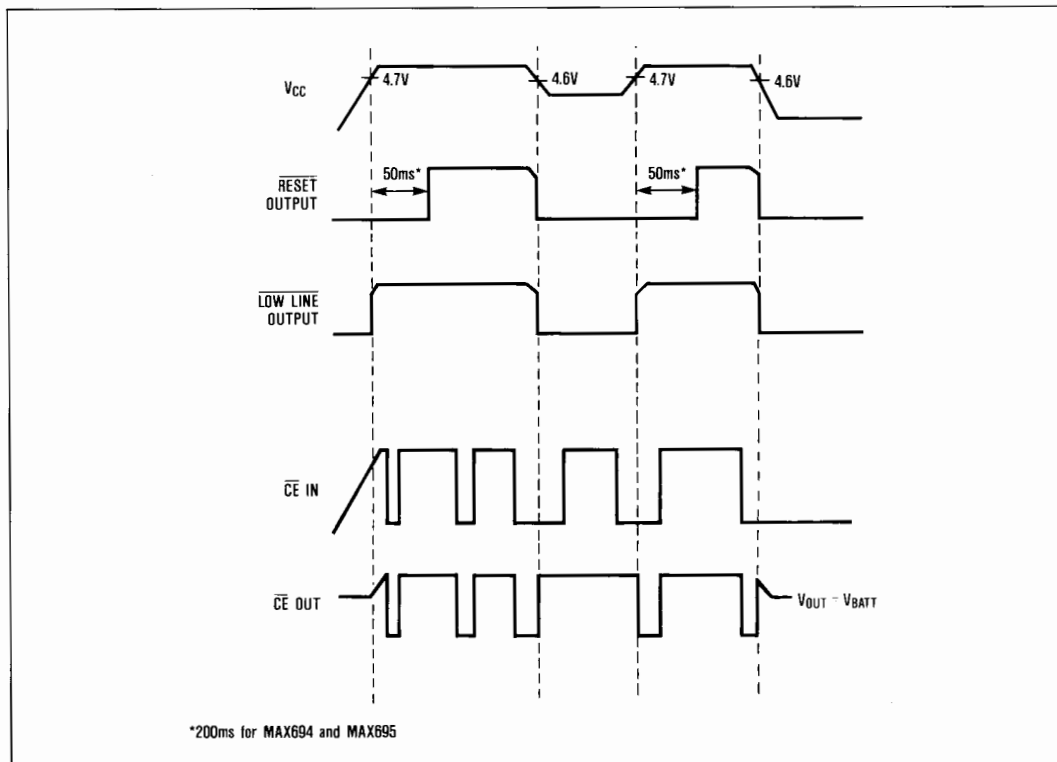 4.7V 4.6V 4.7V 4.6V
VCC
50ms* 50ms*
RESET
OUTPUT
LOW LINE
OUTPUT
CE IN
CE OUT
VOUT - VBATT
*200ms for MAX694 and MAX695